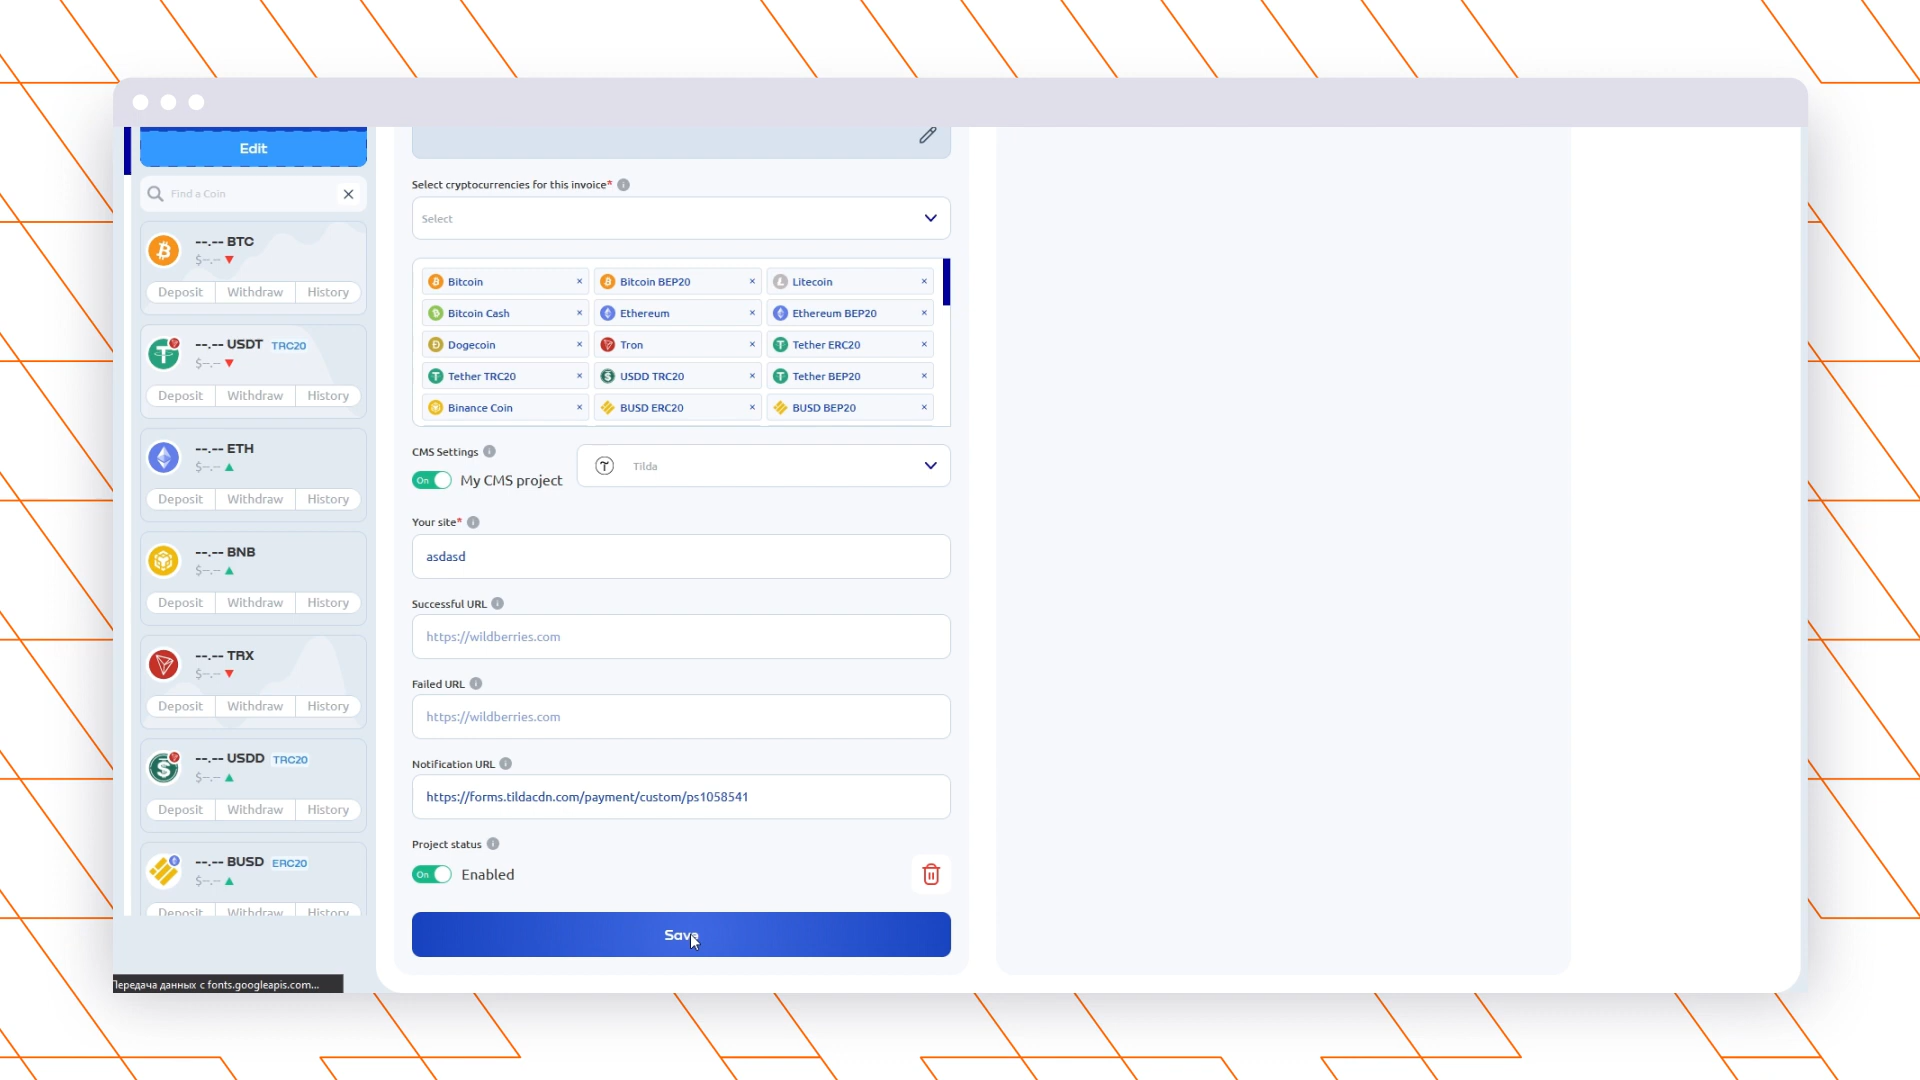 Edit
Find a Coin
--.-- BTC
$--.--
Deposit Withdraw History
--.-- USDT TRC20
$--.--
Deposit Withdraw History
--.-- ETH
$--.--
Deposit Withdraw History
--.-- BNB
$--.--
Deposit Withdraw History
--.-- TRX
$--.--
Deposit Withdraw History
--.-- USDD TRC20
$--.--
Deposit Withdraw History
--.-- BUSD ERC20
$--.--
Deposit Withdraw History
Передача данных с fonts.googleapis.com...
Select cryptocurrencies for this invoice*
Select
Bitcoin × Bitcoin BEP20 × Litecoin ×
Bitcoin Cash × Ethereum × Ethereum BEP20 ×
Dogecoin × Tron × Tether ERC20 ×
Tether TRC20 × USDD TRC20 × Tether BEP20 ×
Binance Coin × BUSD ERC20 × BUSD BEP20 ×
CMS Settings
On My CMS project
Tilda
Your site*
asdasd
Successful URL
https://wildberries.com
Failed URL
https://wildberries.com
Notification URL
https://forms.tildacdn.com/payment/custom/ps1058541
Project status
On Enabled
Save